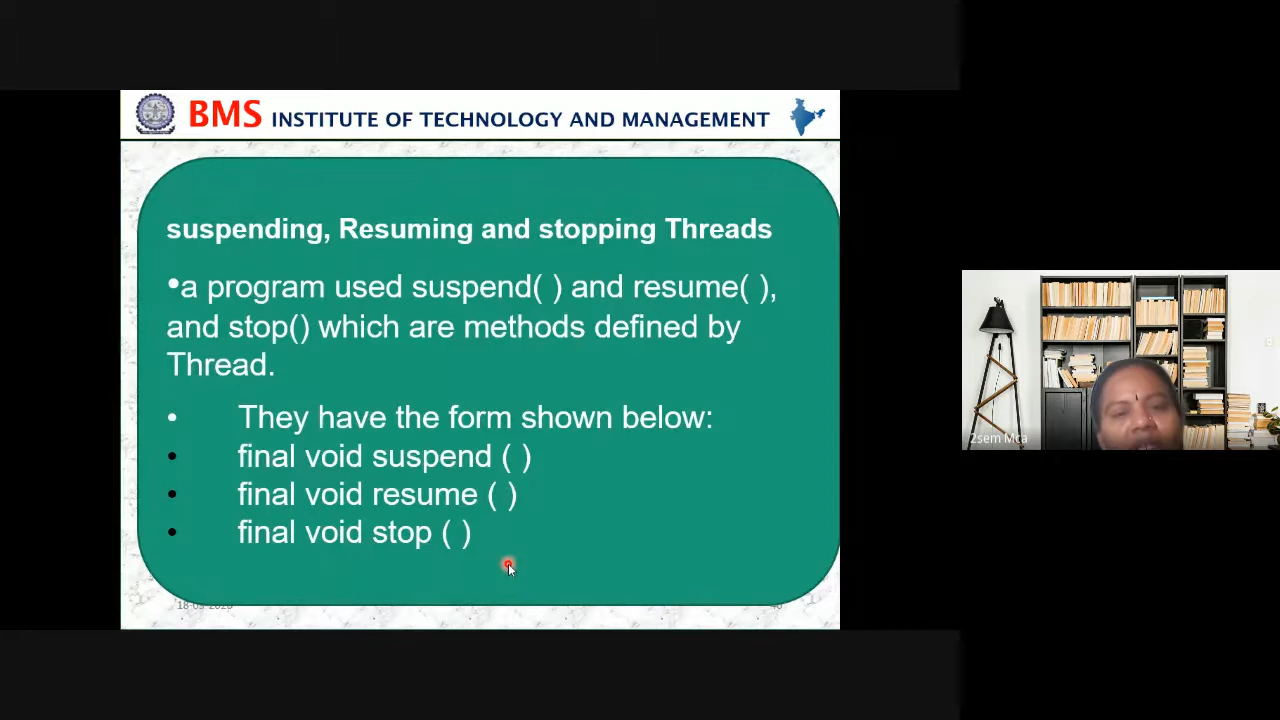 BMS INSTITUTE OF TECHNOLOGY AND MANAGEMENT
suspending, Resuming and stopping Threads
•a program used suspend( ) and resume( ),
and stop() which are methods defined by
Thread.
• They have the form shown below:
• final void suspend ( )
• final void resume ( )
• final void stop ( )
2sem Mca